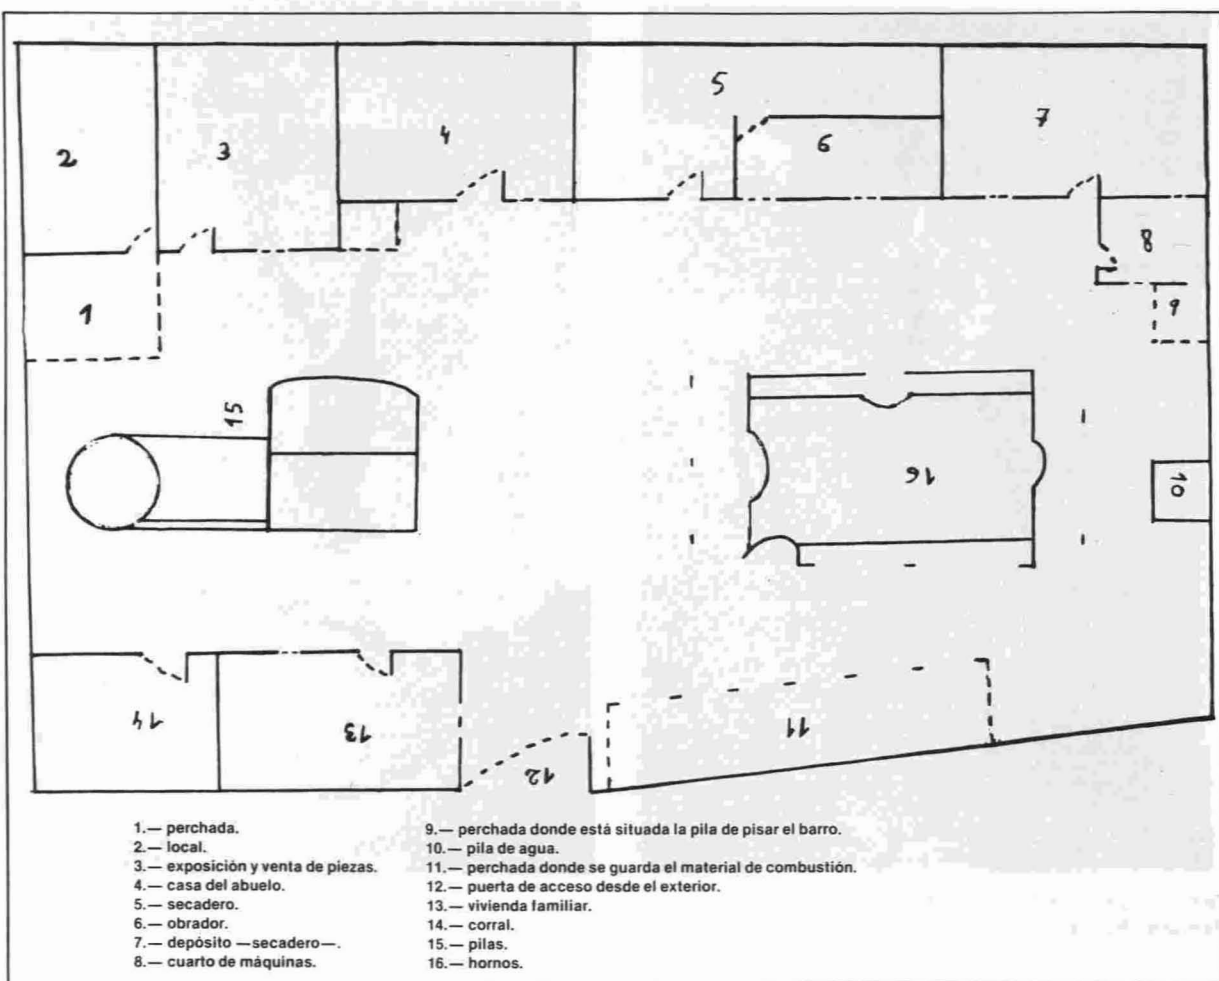 5
7
2
3
4
6
8
1
9
15
16
10
14
13
12
11
1.— perchada.
2.— local.
3.— exposición y venta de piezas.
4.— casa del abuelo.
5.— secadero.
6.— obrador.
7.— depósito —secadero—.
8.— cuarto de máquinas.
9.— perchada donde está situada la pila de pisar el barro.
10.— pila de agua.
11.— perchada donde se guarda el material de combustión.
12.— puerta de acceso desde el exterior.
13.— vivienda familiar.
14.— corral.
15.— pilas.
16.— hornos.